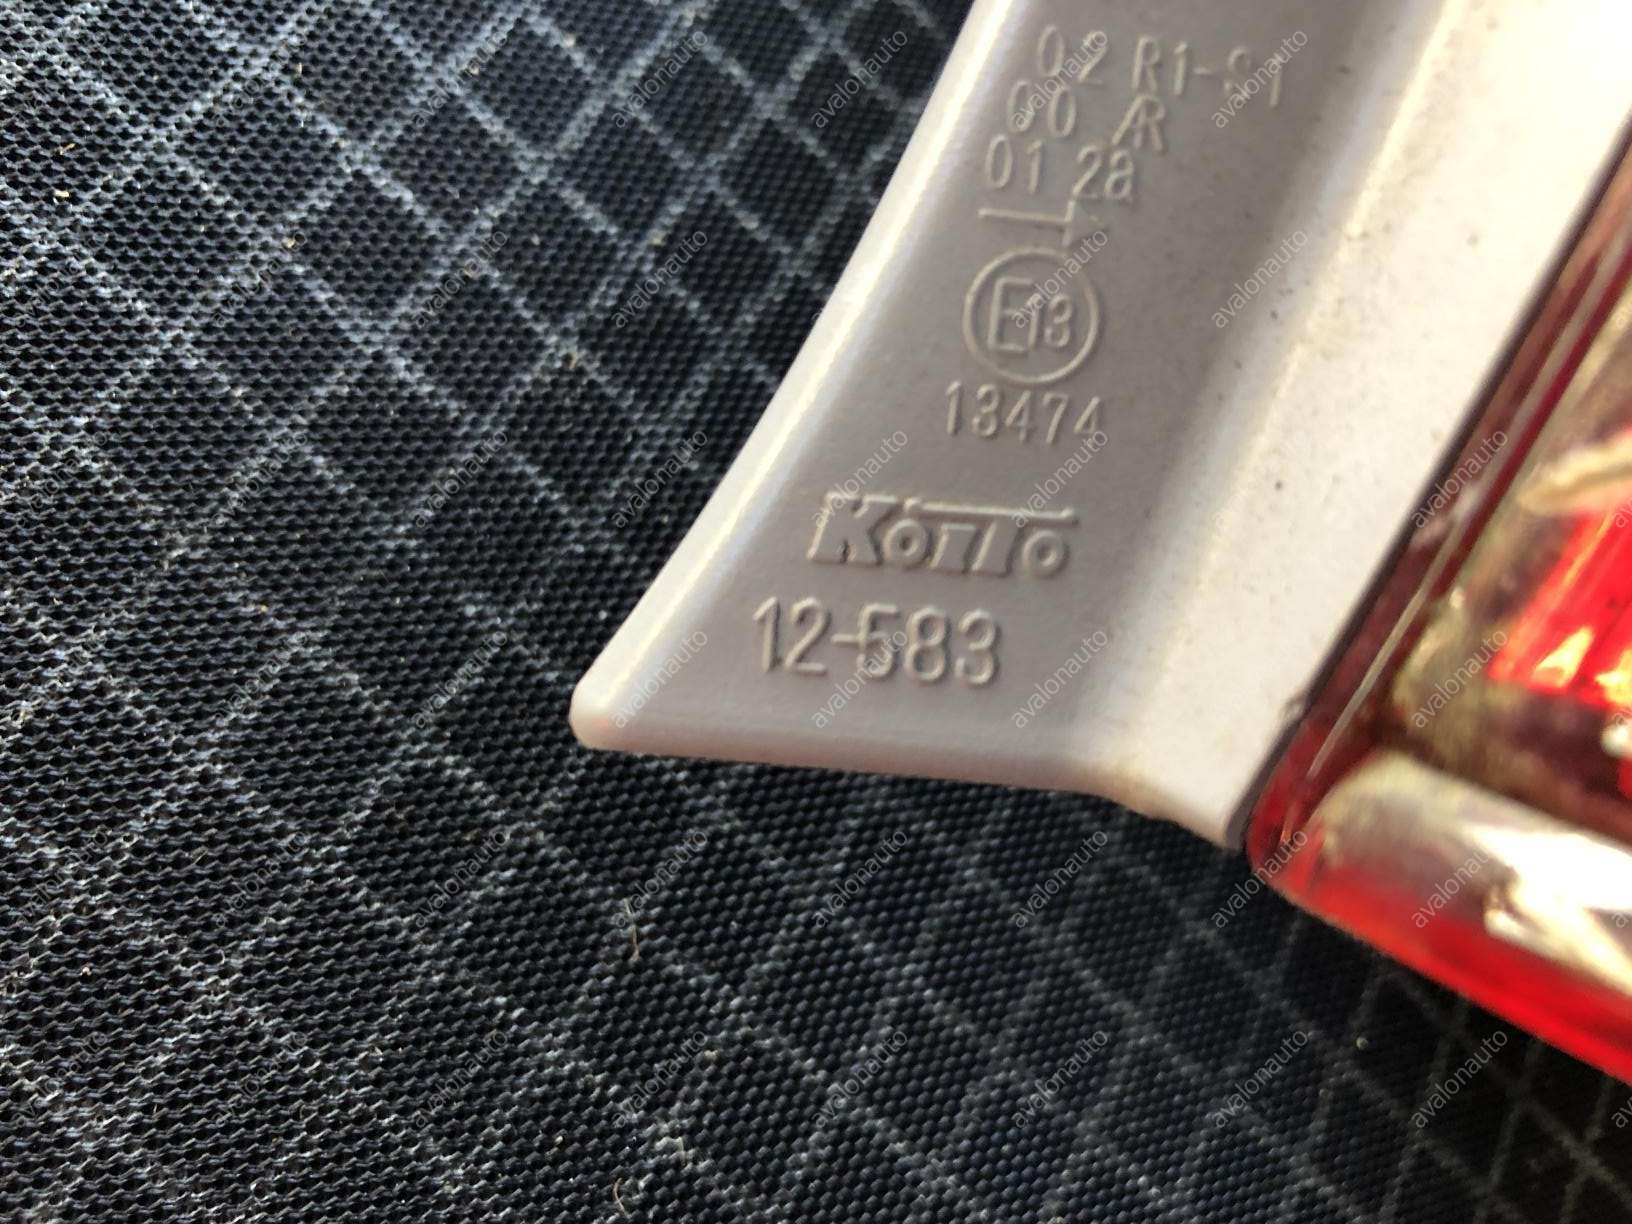 02 R1-S1
00 AR
01 2a
E13
13474
KOITO
12-583
avalonauto